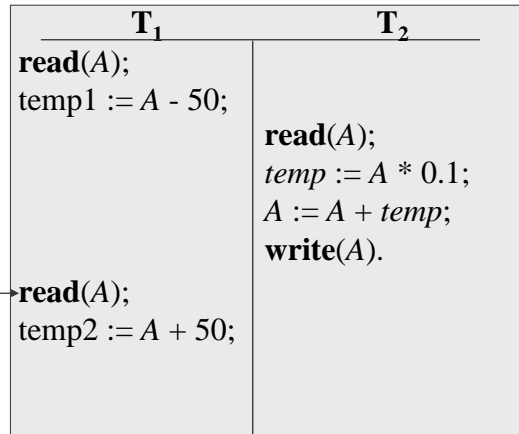 T₁ T₂
read(A);
temp1 := A - 50;
read(A);
temp := A * 0.1;
A := A + temp;
write(A).
read(A);
temp2 := A + 50;